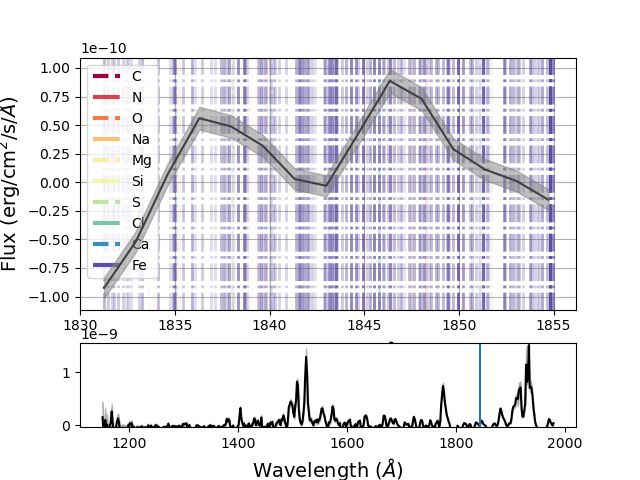 1e−10
Flux (erg/cm²/s/Å)
1.00
0.75
0.50
0.25
0.00
−0.25
−0.50
−0.75
−1.00
C
N
O
Na
Mg
Si
S
Cl
Ca
Fe
1830 1835 1840 1845 1850 1855
1e−9
1
0
1200 1400 1600 1800 2000
Wavelength (Å)